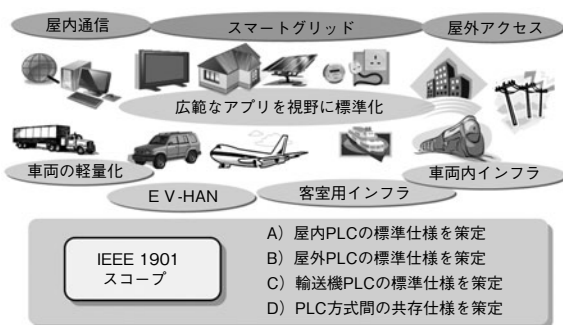 屋内通信
スマートグリッド
屋外アクセス
広範なアプリを視野に標準化
車両の軽量化
EV-HAN
客室用インフラ
車両内インフラ
IEEE 1901
スコープ
A）屋内PLCの標準仕様を策定
B）屋外PLCの標準仕様を策定
C）輸送機PLCの標準仕様を策定
D）PLC方式間の共存仕様を策定